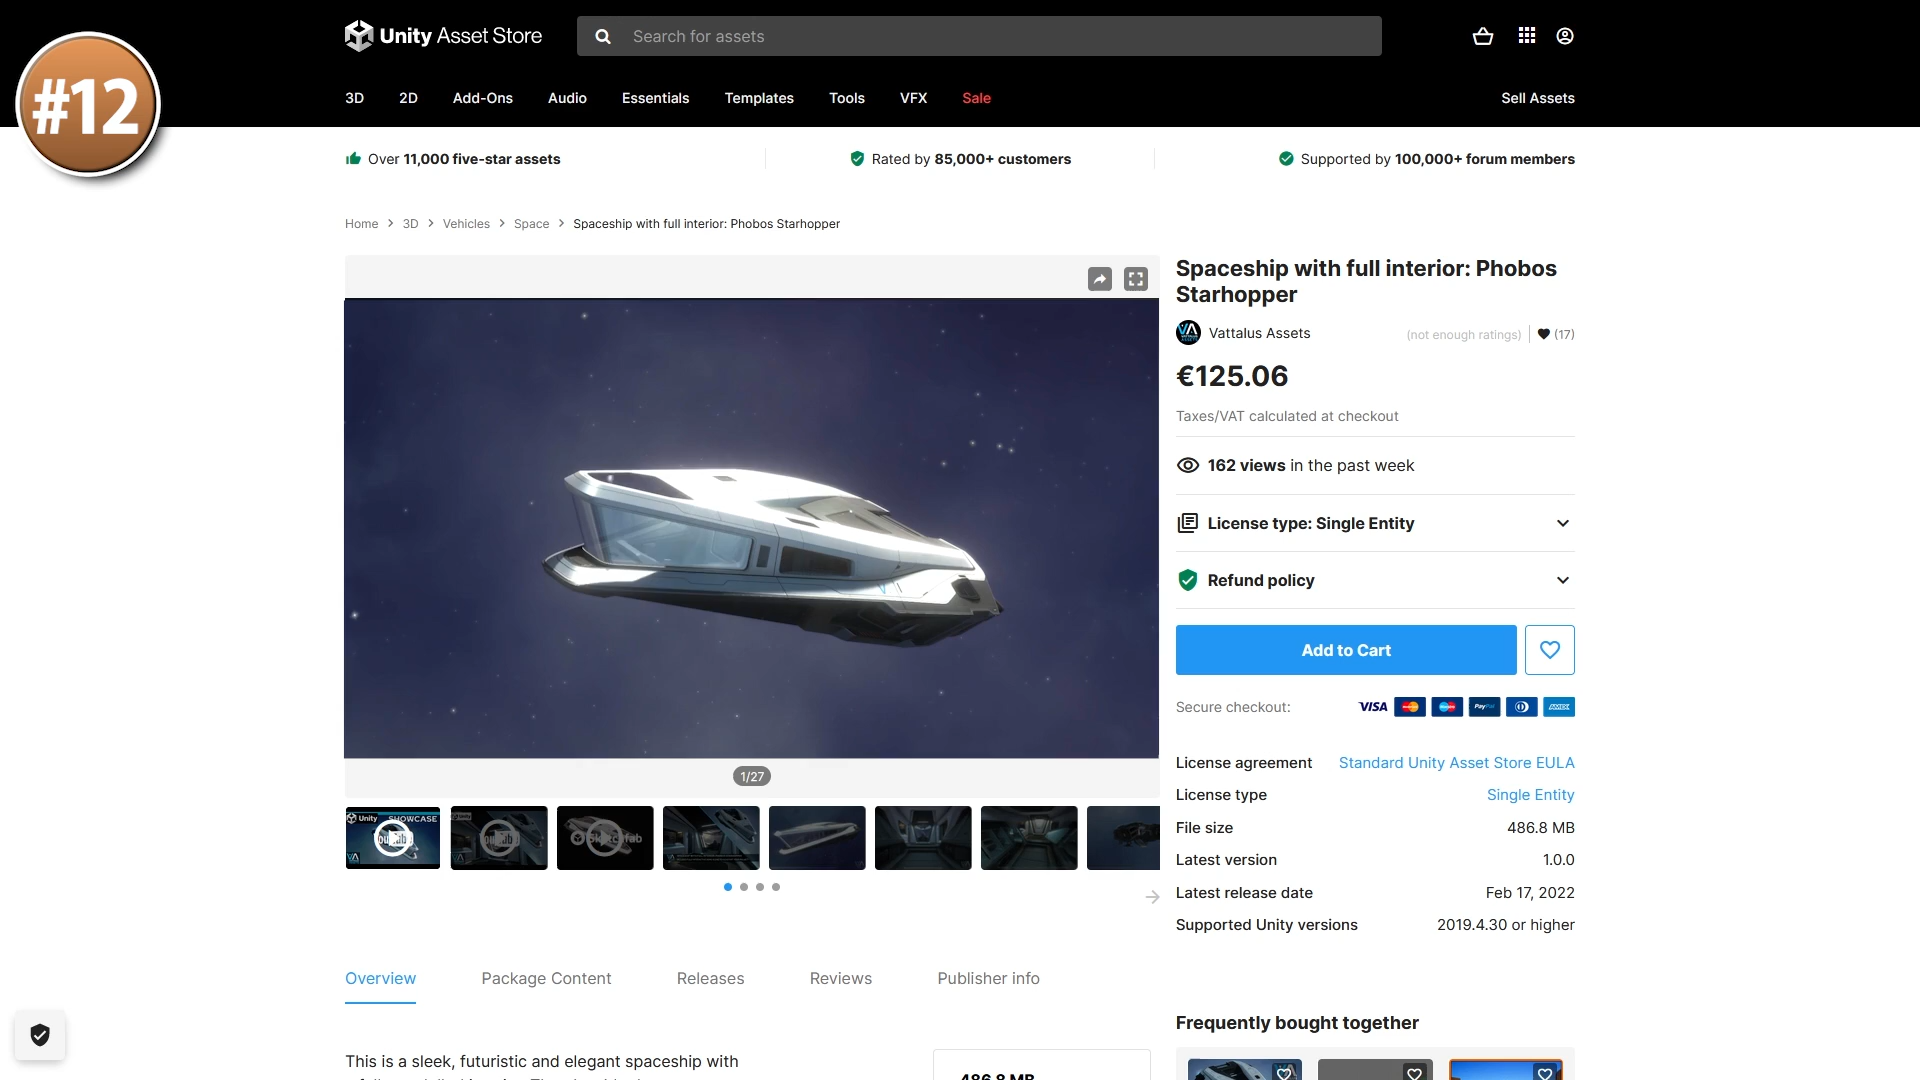 #12
Unity Asset Store
Search for assets
3D 2D Add-Ons Audio Essentials Templates Tools VFX Sale Sell Assets
Over 11,000 five-star assets
Rated by 85,000+ customers
Supported by 100,000+ forum members
Home > 3D > Vehicles > Space > Spaceship with full interior: Phobos Starhopper
Spaceship with full interior: Phobos
Starhopper
Vattalus Assets
(not enough ratings) (17)
€125.06
Taxes/VAT calculated at checkout
162 views in the past week
License type: Single Entity
Refund policy
Add to Cart
Secure checkout: VISA PayPal
1/27
Unity SHOWCASE
License agreement Standard Unity Asset Store EULA
License type Single Entity
File size 486.8 MB
Latest version 1.0.0
Latest release date Feb 17, 2022
Supported Unity versions 2019.4.30 or higher
Overview Package Content Releases Reviews Publisher info
Frequently bought together
This is a sleek, futuristic and elegant spaceship with
486.8 MB